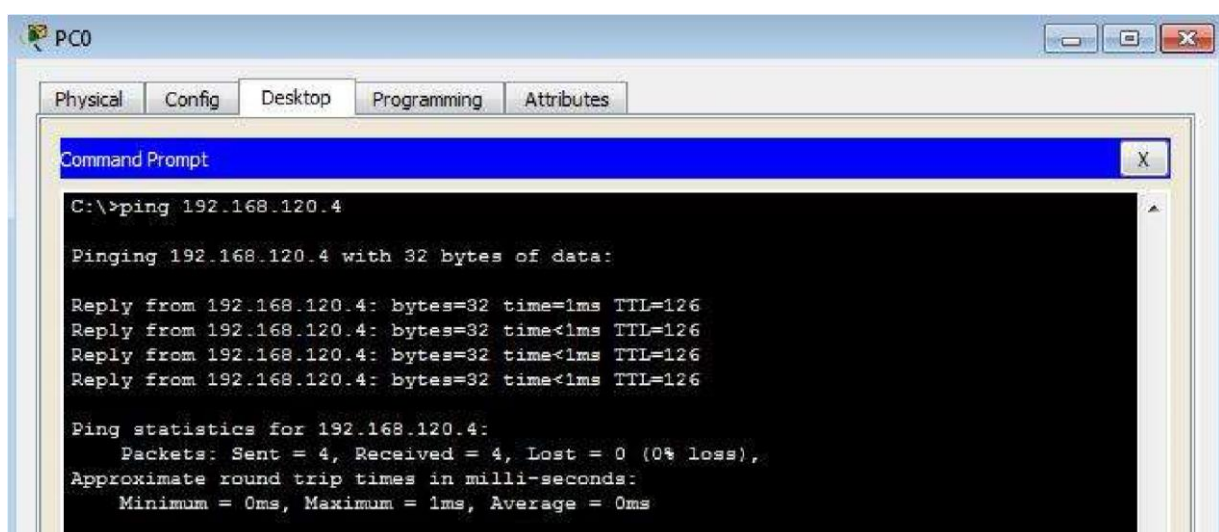 PC0
Physical Config Desktop Programming Attributes
Command Prompt X
C:\>ping 192.168.120.4
Pinging 192.168.120.4 with 32 bytes of data:
Reply from 192.168.120.4: bytes=32 time=1ms TTL=126
Reply from 192.168.120.4: bytes=32 time<1ms TTL=126
Reply from 192.168.120.4: bytes=32 time<1ms TTL=126
Reply from 192.168.120.4: bytes=32 time<1ms TTL=126
Ping statistics for 192.168.120.4:
Packets: Sent = 4, Received = 4, Lost = 0 (0% loss),
Approximate round trip times in milli-seconds:
Minimum = 0ms, Maximum = 1ms, Average = 0ms